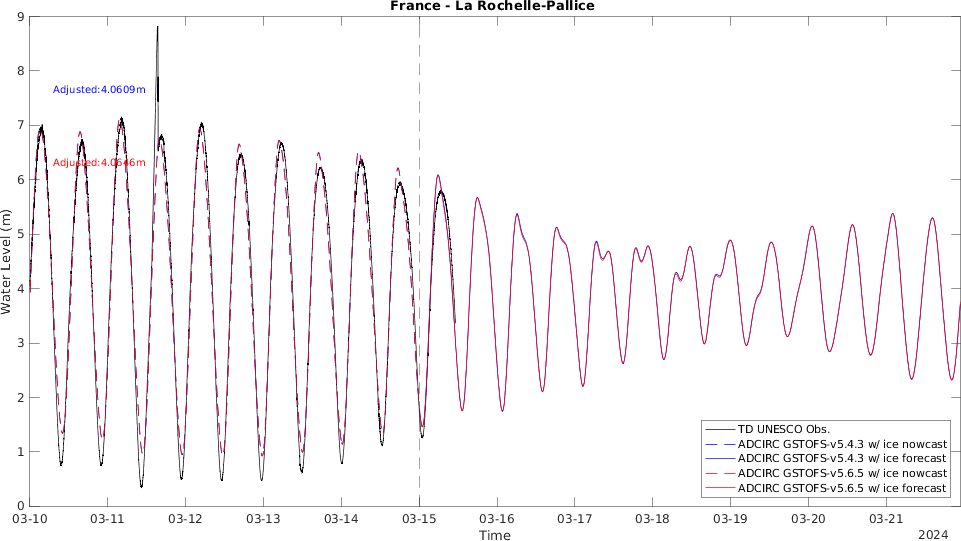 France - La Rochelle-Pallice
9
8
7
6
5
4
3
2
1
0
Water Level (m)
Adjusted:4.0609m
Adjusted:4.0646m
TD UNESCO Obs.
ADCIRC GSTOFS-v5.4.3 w/ ice nowcast
ADCIRC GSTOFS-v5.4.3 w/ ice forecast
ADCIRC GSTOFS-v5.6.5 w/ ice nowcast
ADCIRC GSTOFS-v5.6.5 w/ ice forecast
03-10 03-11 03-12 03-13 03-14 03-15 03-16 03-17 03-18 03-19 03-20 03-21
Time
2024